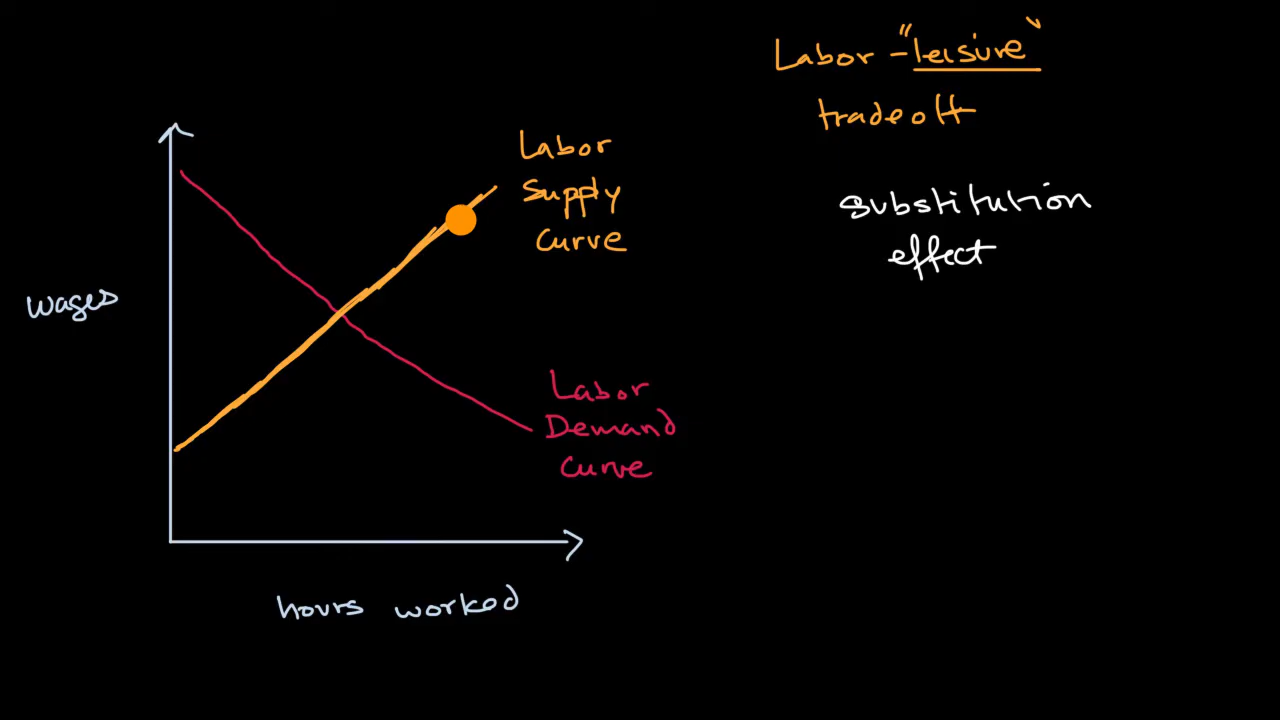 Labor - "leisure"
tradeoff
Labor
Supply
Curve
substitution
effect
wages
Labor
Demand
Curve
hours worked